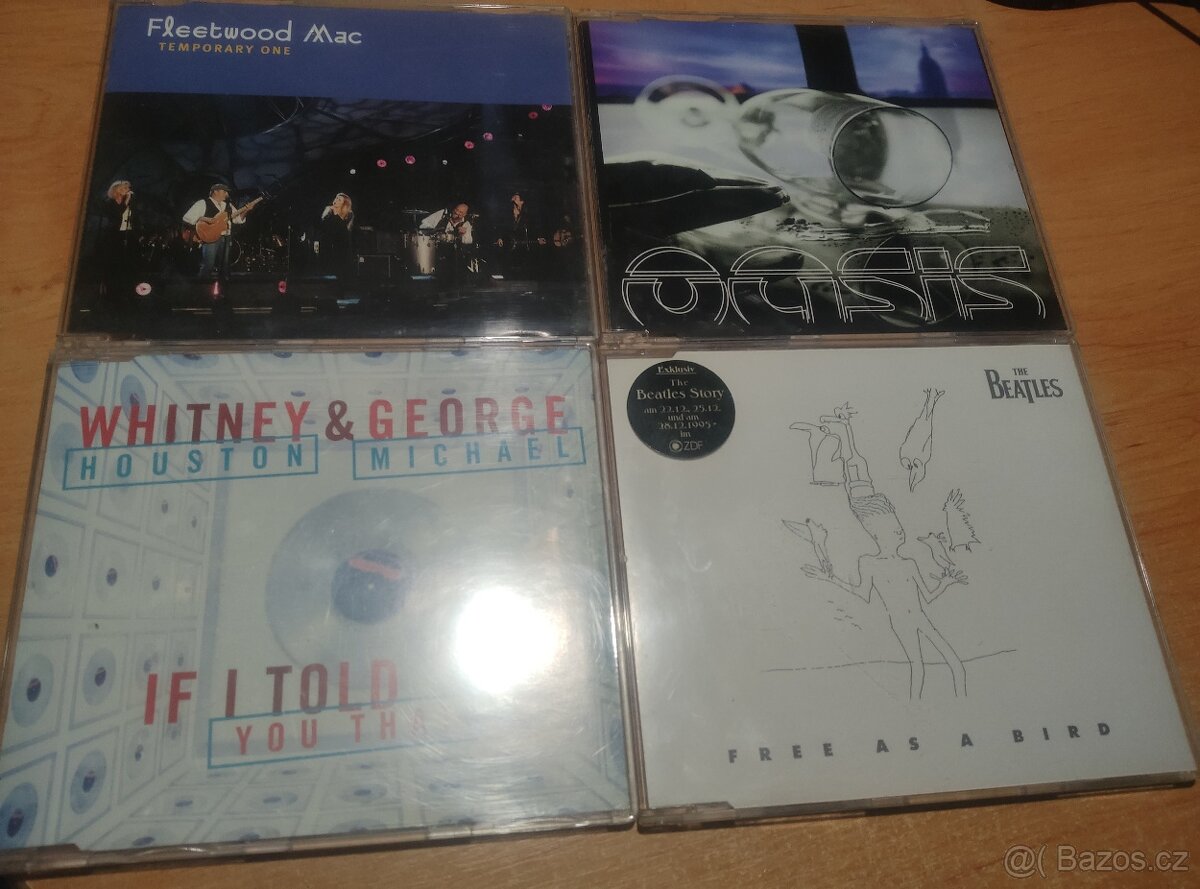 Fleetwood Mac
TEMPORARY ONE
oasis
WHITNEY & GEORGE
HOUSTON MICHAEL
IF I TOLD
YOU THA
Exklusiv
The
Beatles Story
am 22.12., 25.12.
und am
28.12.1995 -
im
ZDF
THE
BEATLES
FREE AS A BIRD
@( Bazos.cz